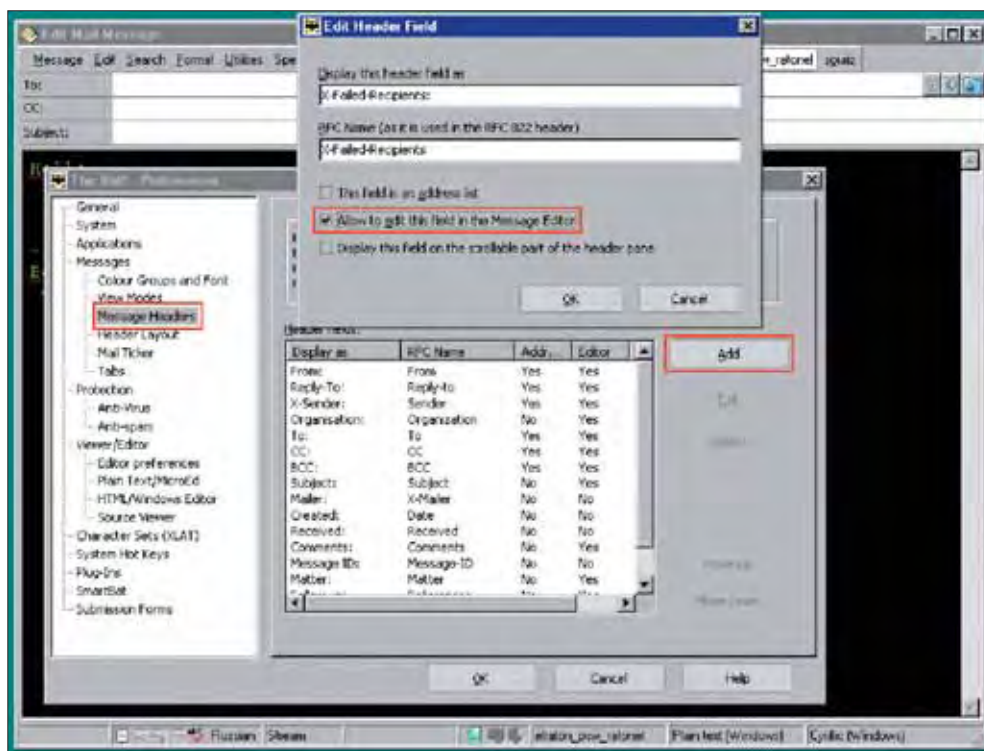 Edit Mail Message
Edit Header Field
Message Edit Search Format Utilities
To:
CC:
Subject:
Display this header field as
X-Failed-Recipients:
RFC Name (as it is used in the RFC 822 header)
X-Failed-Recipients
This field is an address list
Allow to edit this field in the Message Editor
Display this field on the scrollable part of the header pane
OK
Cancel
General
System
Applications
Messages
Colour Groups and Font
View Modes
Message Headers
Header Layout
Mail Ticker
Tabs
Protection
Anti-Virus
Anti-spam
Viewer/Editor
Editor preferences
Plain Text/MicroEd
HTML/Windows Editor
Source Viewer
Character Sets (XLAT)
System Hot Keys
Plug-Ins
SmartBat
Submission Forms
Header fields:
Display as RFC Name Addr... Editor
From: From Yes Yes
Reply-To: Reply-to Yes Yes
X-Sender: Sender Yes Yes
Organisation: Organization No Yes
To: To Yes Yes
CC: CC Yes Yes
BCC: BCC Yes Yes
Subject: Subject No Yes
Mailer: X-Mailer No No
Created: Date No No
Received: Received No No
Comments: Comments No Yes
Message ID: Message-ID No No
Matter: Matter No Yes
Add
Edit
Move Down
OK
Cancel
Help
Russian Stream
Plain text (Windows)
Cyrillic (Windows)